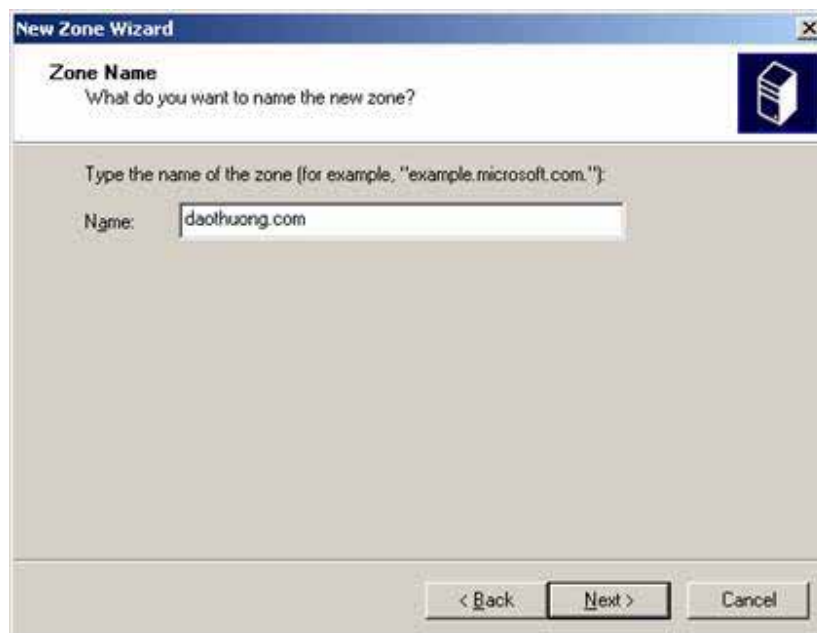 New Zone Wizard
Zone Name
What do you want to name the new zone?
Type the name of the zone (for example, "example.microsoft.com."):
Name: daothuong.com
< Back Next > Cancel